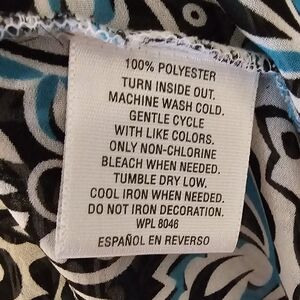 100% POLYESTER
TURN INSIDE OUT.
MACHINE WASH COLD.
GENTLE CYCLE
WITH LIKE COLORS.
ONLY NON-CHLORINE
BLEACH WHEN NEEDED.
TUMBLE DRY LOW.
COOL IRON WHEN NEEDED.
DO NOT IRON DECORATION.
WPL 8046
ESPAÑOL EN REVERSO